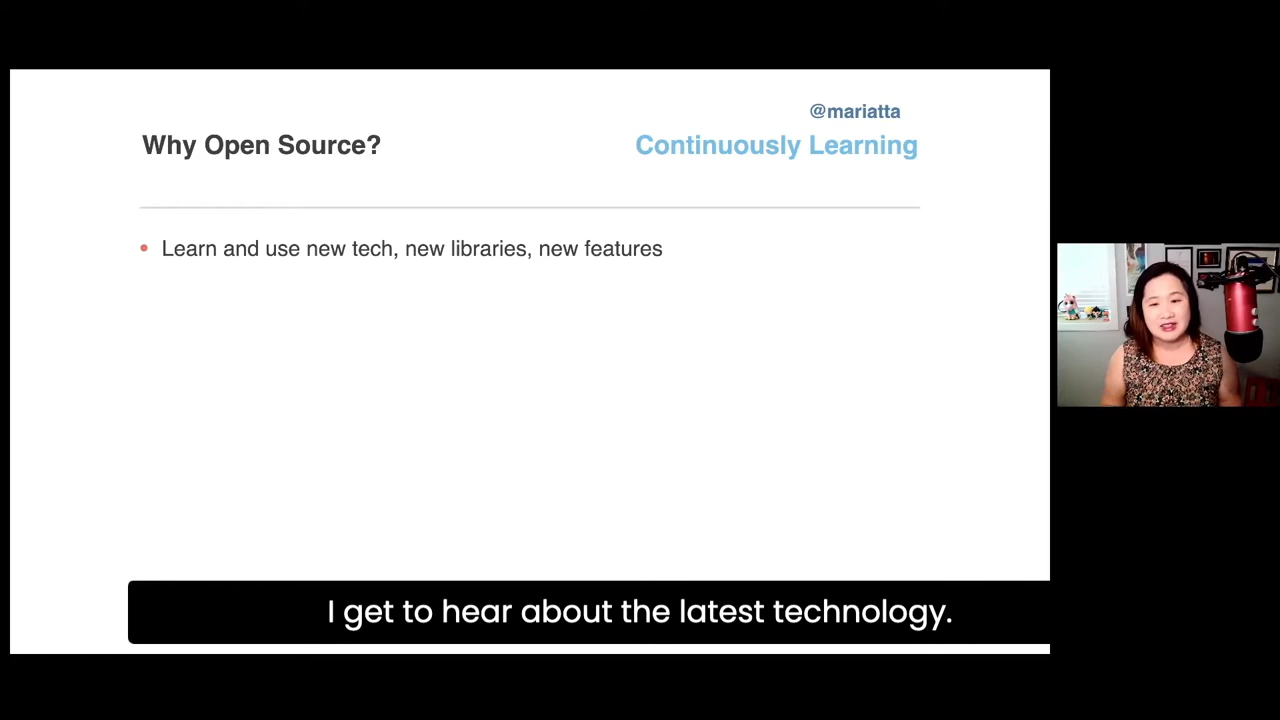 @mariatta
Why Open Source?
Continuously Learning
• Learn and use new tech, new libraries, new features
I get to hear about the latest technology.